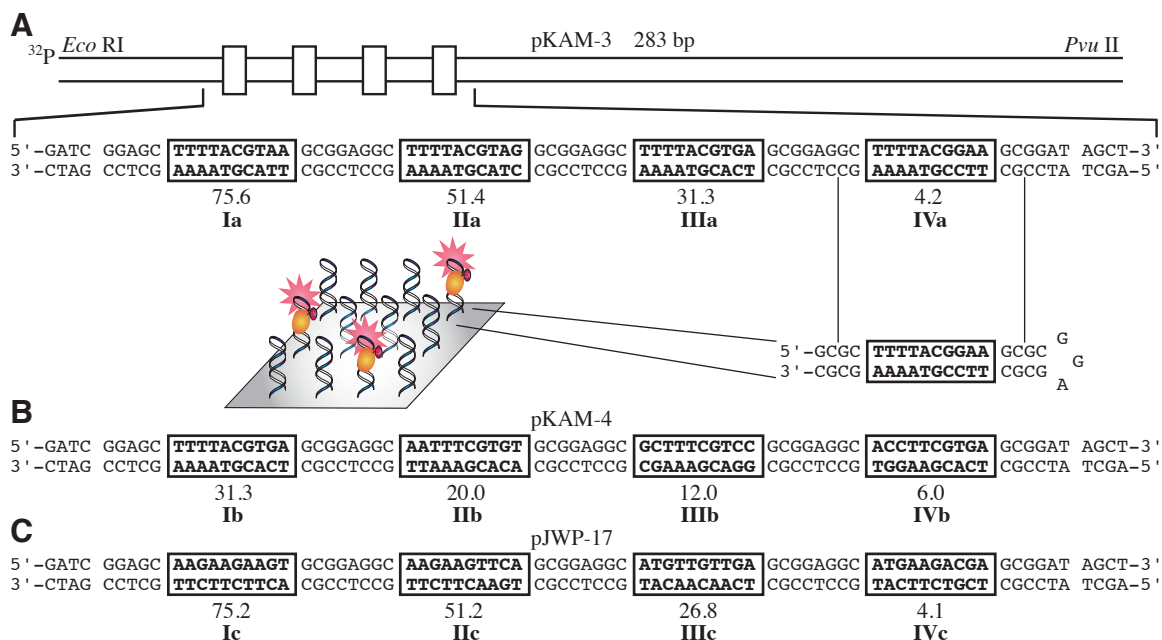 A
32P Eco RI pKAM-3 283 bp Pvu II
5'-GATC GGAGC TTTTACGTAA GCGGAGGC TTTTACGTAG GCGGAGGC TTTTACGTGA GCGGAGGC TTTTACGGAA GCGGAT AGCT-3'
3'-CTAG CCTCG AAAATGCATT CGCCTCCG AAAATGCATC CGCCTCCG AAAATGCACT CGCCTCCG AAAATGCCTT CGCCTA TCGA-5'
75.6 51.4 31.3 4.2
Ia IIa IIIa IVa
5'-GCGC TTTTACGGAA GCGC G
3'-CGCG AAAATGCCTT CGCG G
A
B
pKAM-4
5'-GATC GGAGC TTTTACGTGA GCGGAGGC AATTTCGTGT GCGGAGGC GCTTTCGTCC GCGGAGGC ACCTTCGTGA GCGGAT AGCT-3'
3'-CTAG CCTCG AAAATGCACT CGCCTCCG TTAAAGCACA CGCCTCCG CGAAAGCAGG CGCCTCCG TGGAAGCACT CGCCTA TCGA-5'
31.3 20.0 12.0 6.0
Ib IIb IIIb IVb
C
pJWP-17
5'-GATC GGAGC AAGAAGAAGT GCGGAGGC AAGAAGTTCA GCGGAGGC ATGTTGTTGA GCGGAGGC ATGAAGACGA GCGGAT AGCT-3'
3'-CTAG CCTCG TTCTTCTTCA CGCCTCCG TTCTTCAAGT CGCCTCCG TACAACAACT CGCCTCCG TACTTCTGCT CGCCTA TCGA-5'
75.2 51.2 26.8 4.1
Ic IIc IIIc IVc